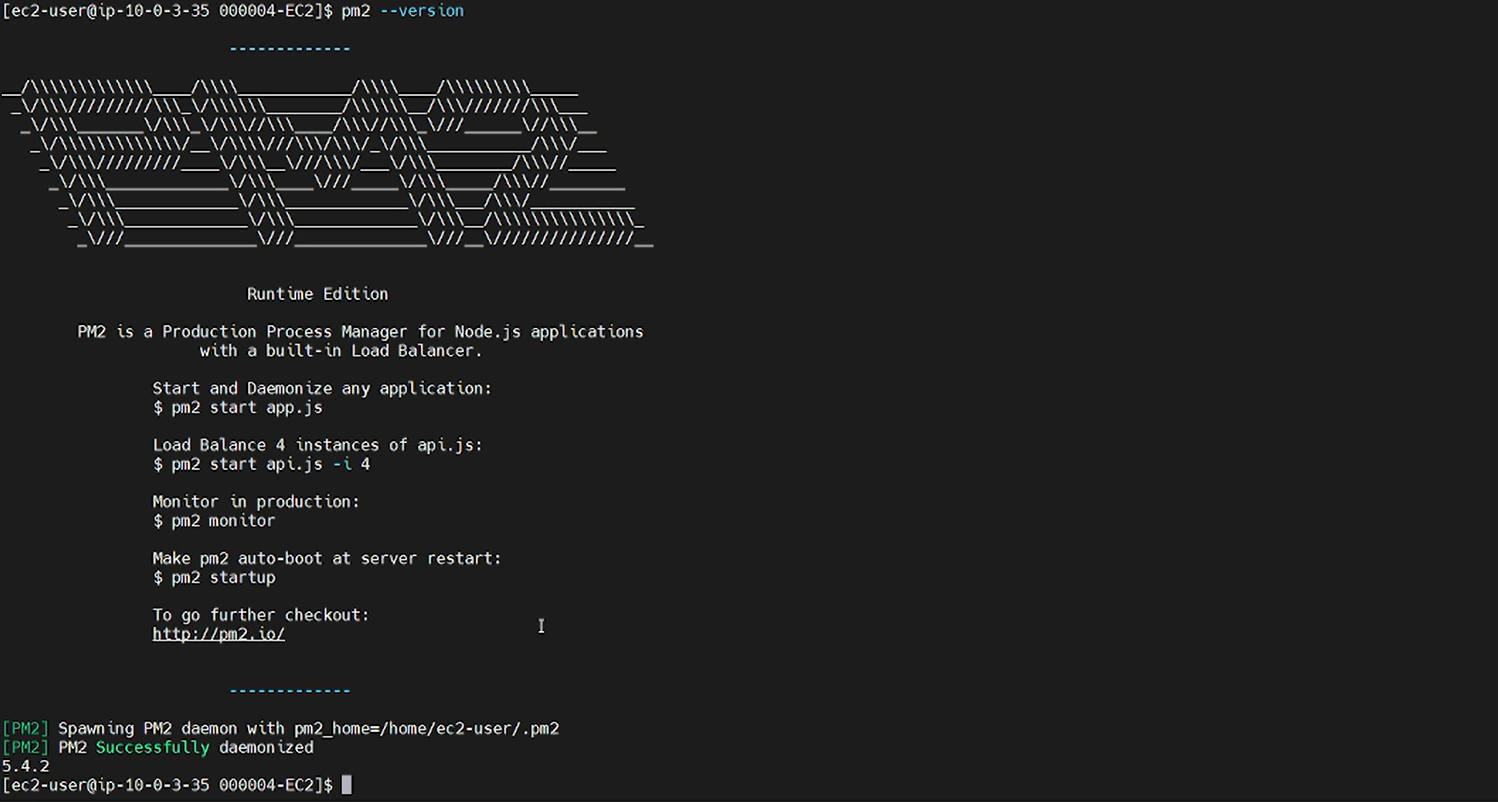 [ec2-user@ip-10-0-3-35 000004-EC2]$ pm2 --version
-------------
__/\\\\\\\\\\\\\____/\\\\____________/\\\\____/\\\\\\\\\_____
_\/\\\/////////\\\_\/\\\\\\________/\\\\\\__/\\\///////\\\___
_\/\\\_______\/\\\_\/\\\//\\\____/\\\//\\\_\///______\//\\\__
_\/\\\\\\\\\\\\\/__\/\\\\///\\\/\\\/_\/\\\___________/\\\/___
_\/\\\/////////____\/\\\__\///\\\/___\/\\\________/\\\//_____
_\/\\\_____________\/\\\____\///_____\/\\\_____/\\\//________
_\/\\\_____________\/\\\_____________\/\\\___/\\\/___________
_\/\\\_____________\/\\\_____________\/\\\__/\\\\\\\\\\\\\\\_
_\///______________\///______________\///__\///////////////__
Runtime Edition
PM2 is a Production Process Manager for Node.js applications
with a built-in Load Balancer.
Start and Daemonize any application:
$ pm2 start app.js
Load Balance 4 instances of api.js:
$ pm2 start api.js -i 4
Monitor in production:
$ pm2 monitor
Make pm2 auto-boot at server restart:
$ pm2 startup
To go further checkout:
http://pm2.io/
-------------
[PM2] Spawning PM2 daemon with pm2_home=/home/ec2-user/.pm2
[PM2] PM2 Successfully daemonized
5.4.2
[ec2-user@ip-10-0-3-35 000004-EC2]$